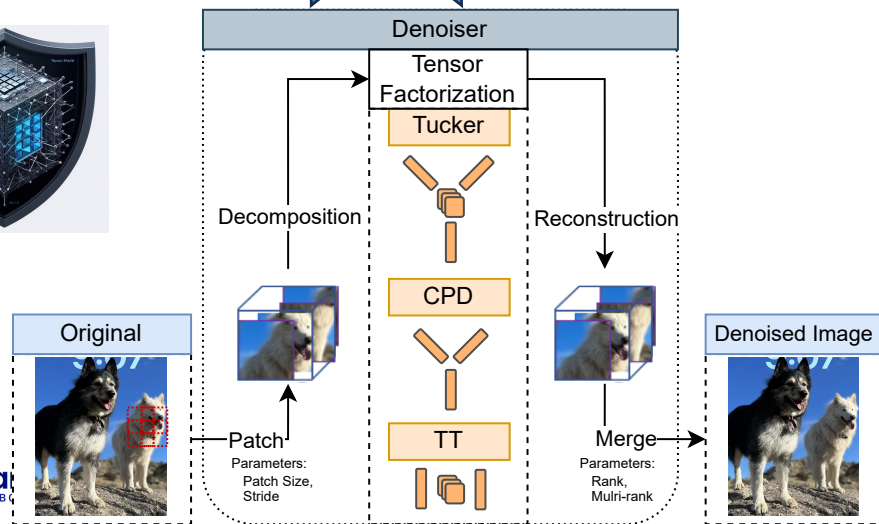 Denoiser
Tensor
Factorization
Tucker
Decomposition
Reconstruction
CPD
Original
Denoised Image
TT
Patch
Parameters:
Patch Size,
Stride
Merge
Parameters:
Rank,
Mulri-rank